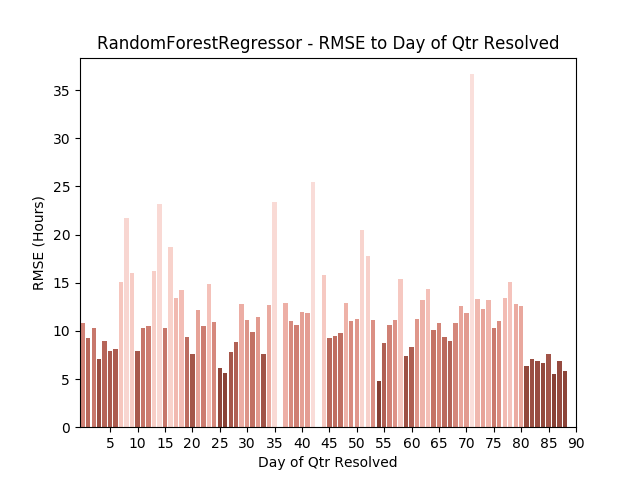 RandomForestRegressor - RMSE to Day of Qtr Resolved
35
30
25
20
15
10
5
0
RMSE (Hours)
5 10 15 20 25 30 35 40 45 50 55 60 65 70 75 80 85 90
Day of Qtr Resolved